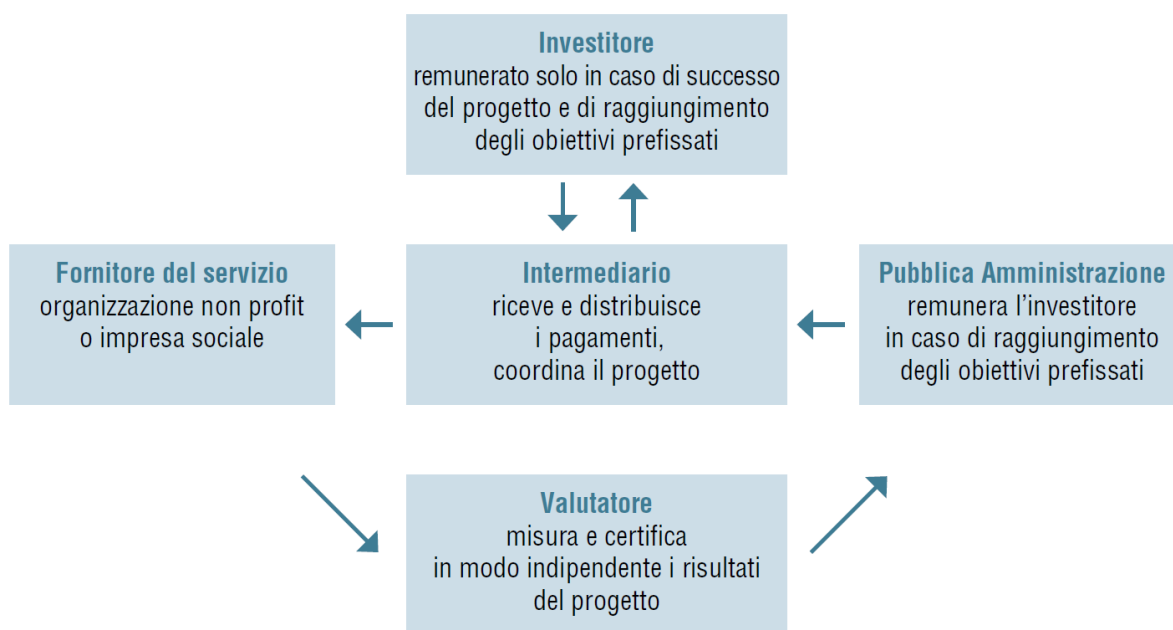 Investitore
remunerato solo in caso di successo
del progetto e di raggiungimento
degli obiettivi prefissati
Fornitore del servizio
organizzazione non profit
o impresa sociale
Intermediario
riceve e distribuisce
i pagamenti,
coordina il progetto
Pubblica Amministrazione
remunera l’investitore
in caso di raggiungimento
degli obiettivi prefissati
Valutatore
misura e certifica
in modo indipendente i risultati
del progetto